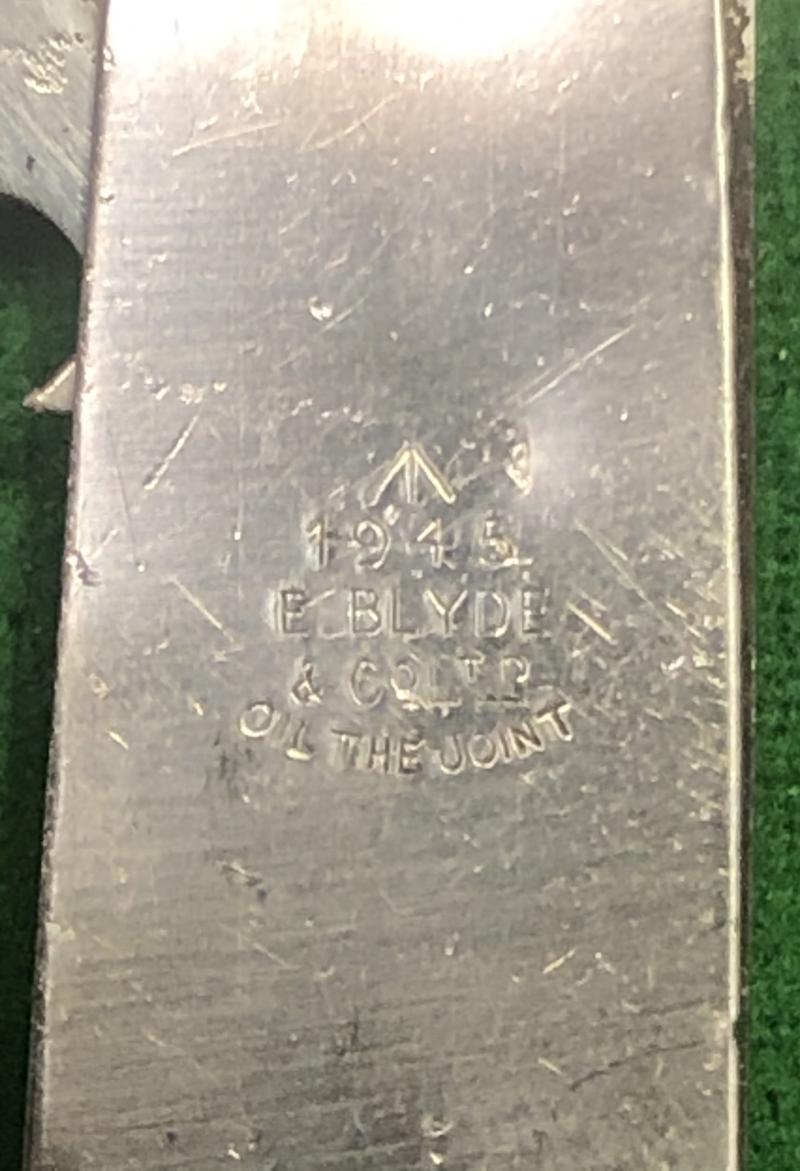 1945
E. BLYDE
& CO LTD
OIL THE JOINT